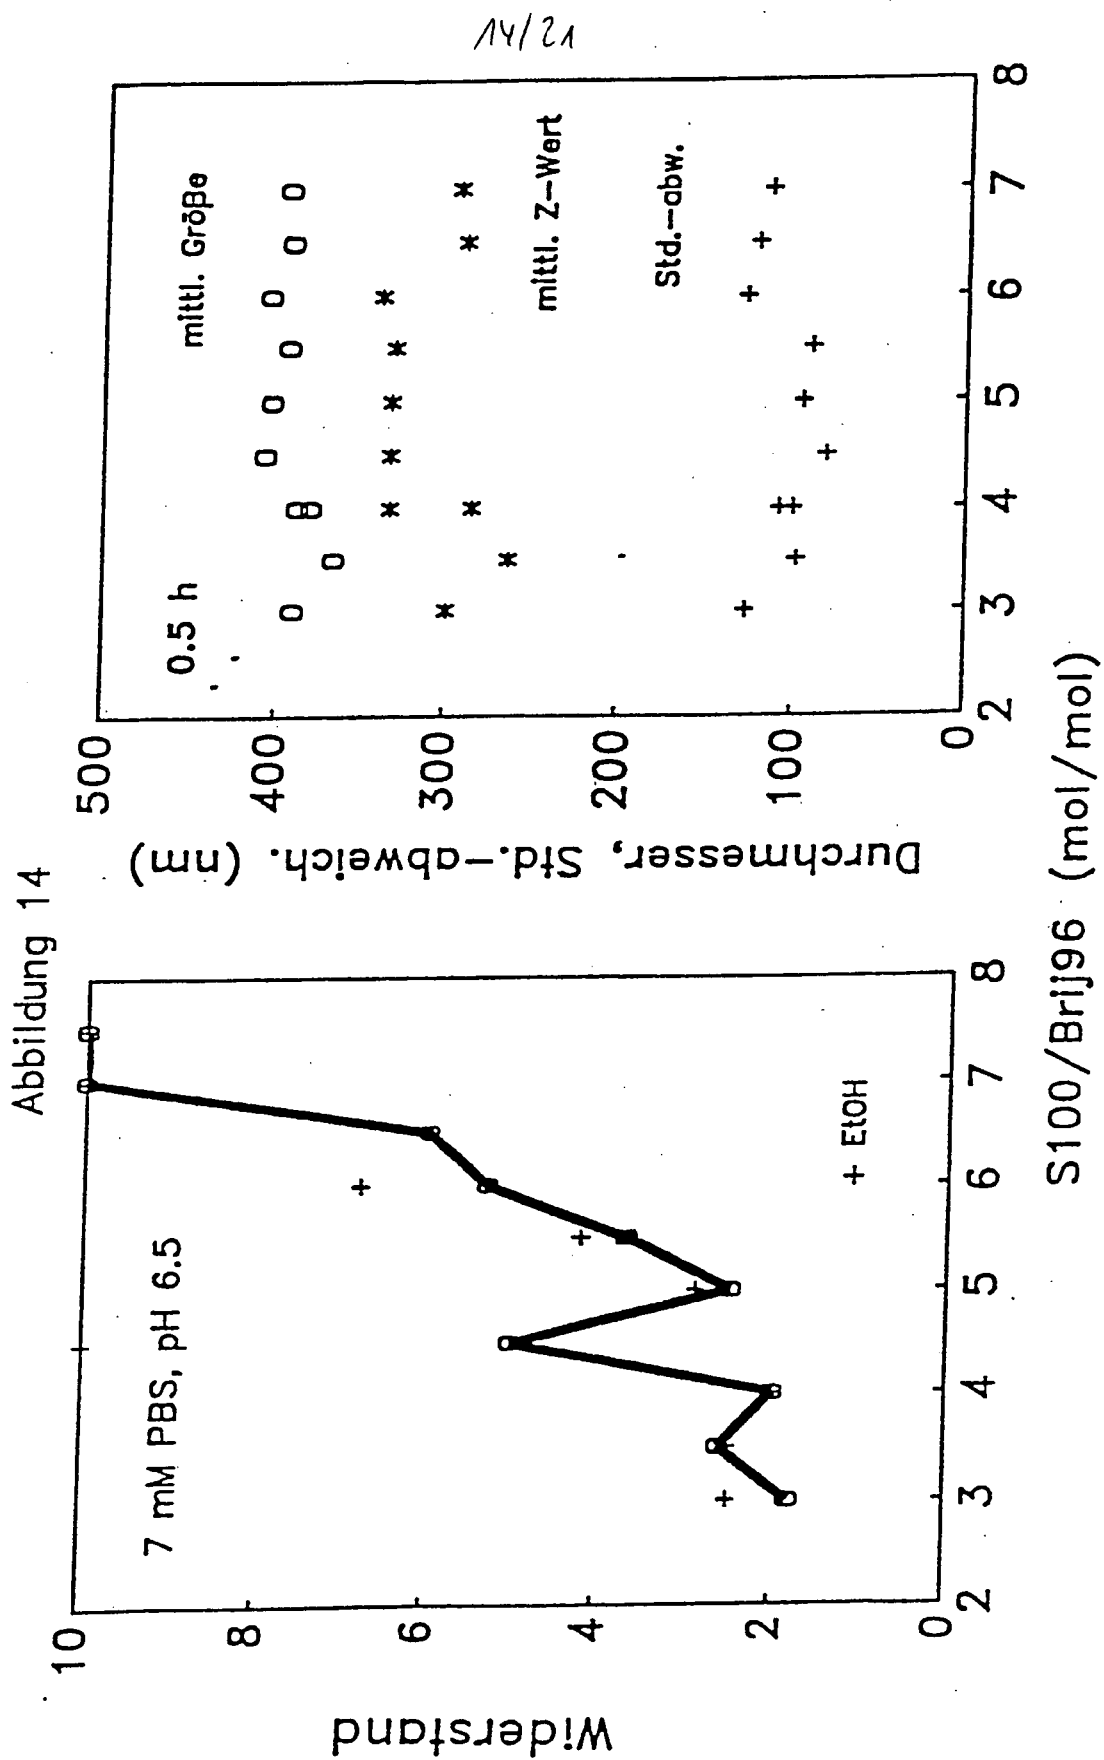 14/21
Abbildung 14
Widerstand
10
8
6
4
2
0
7 mM PBS, pH 6.5
+ EtOH
2
3
4
5
6
7
8
Durchmesser, Std.-abweich. (nm)
500
400
300
200
100
0
0.5 h
mittl. Größe
mittl. Z-Wert
Std.-abw.
2
3
4
5
6
7
8
S100/Brij96 (mol/mol)